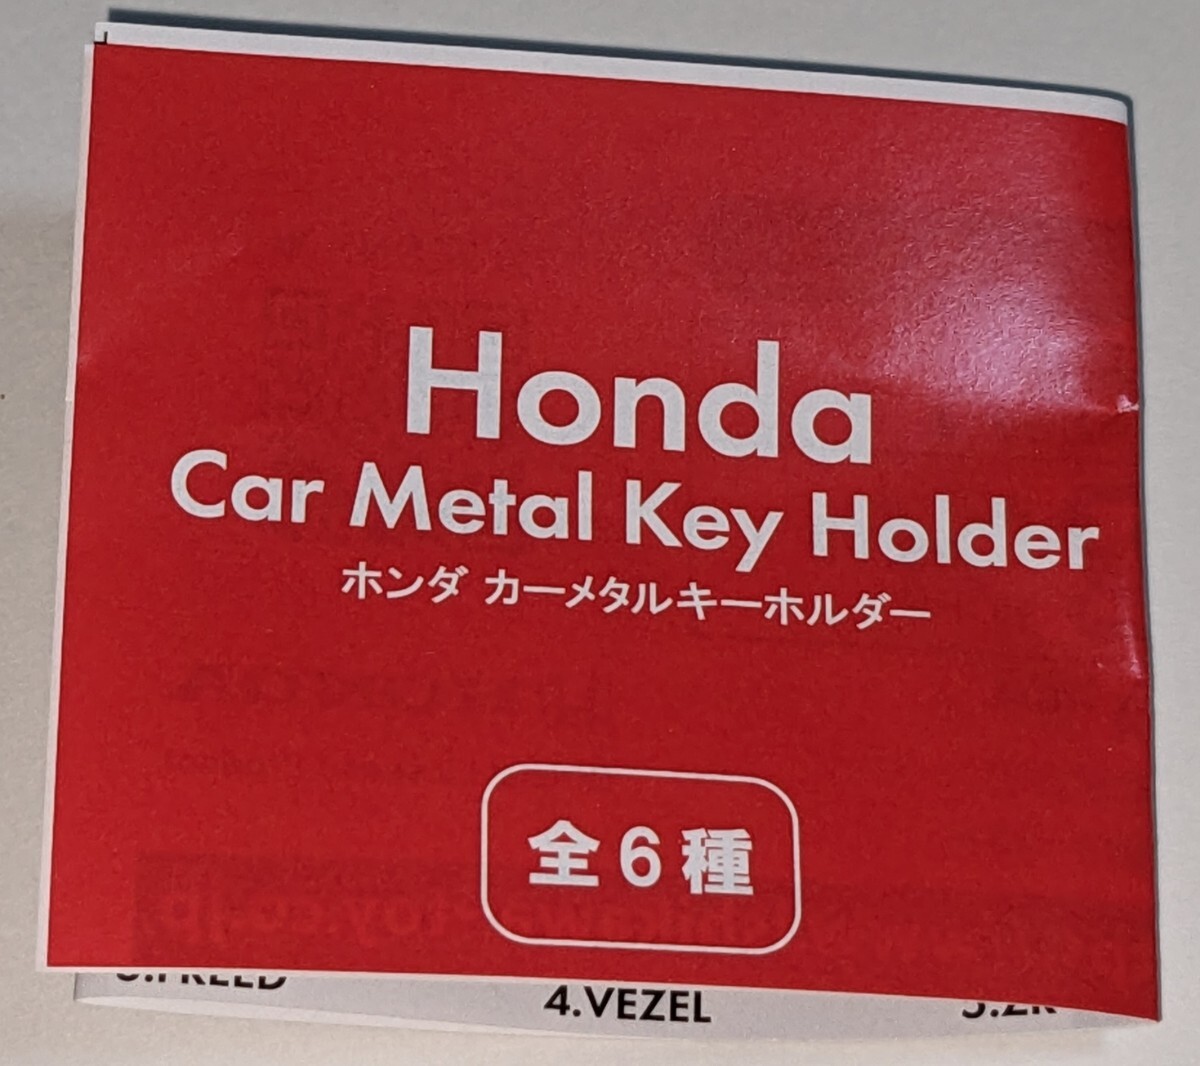 Honda
Car Metal Key Holder
ホンダ カーメタルキーホルダー
全6種
4.VEZEL